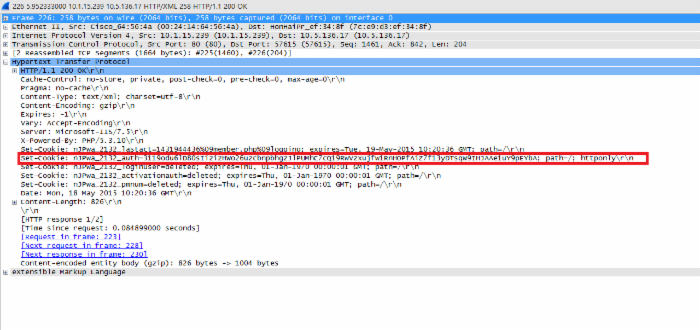 226 5.952333000 10.1.15.239 10.5.136.17 HTTP/XML 258 HTTP/1.1 200 OK
Frame 226: 258 bytes on wire (2064 bits), 258 bytes captured (2064 bits) on interface 0
Ethernet II, Src: Cisco_64:56:4a (00:24:14:64:56:4a), Dst: HonHaiPr_ef:34:8f (7c:e9:d3:ef:34:8f)
Internet Protocol Version 4, Src: 10.1.15.239 (10.1.15.239), Dst: 10.5.136.17 (10.5.136.17)
Transmission Control Protocol, Src Port: 80 (80), Dst Port: 57615 (57615), Seq: 1461, Ack: 842, Len: 204
[2 Reassembled TCP Segments (1664 bytes): #225(1460), #226(204)]
Hypertext Transfer Protocol
HTTP/1.1 200 OK\r\n
Cache-Control: no-store, private, post-check=0, pre-check=0, max-age=0\r\n
Pragma: no-cache\r\n
Content-Type: text/xml; charset=utf-8\r\n
Content-Encoding: gzip\r\n
Expires: -1\r\n
Vary: Accept-Encoding\r\n
Server: Microsoft-IIS/7.5\r\n
X-Powered-By: PHP/5.3.10\r\n
Set-Cookie: nJPwa_2132_lastact=1431944436%09member.php%09logging; expires=Tue, 19-May-2015 10:20:36 GMT; path=/\r\n
Set-Cookie: path=/; httponly\r\n
Set-Cookie: nJPwa_2132_loginuser=deleted; expires=Thu, 01-Jan-1970 00:00:01 GMT; path=/\r\n
Set-Cookie: nJPwa_2132_activationauth=deleted; expires=Thu, 01-Jan-1970 00:00:01 GMT; path=/\r\n
Set-Cookie: nJPwa_2132_pmnum=deleted; expires=Thu, 01-Jan-1970 00:00:01 GMT; path=/\r\n
Date: Mon, 18 May 2015 10:20:36 GMT\r\n
Content-Length: 826\r\n
\r\n
[HTTP response 1/2]
[Time since request: 0.084899000 seconds]
[Request in frame: 223]
[Next request in frame: 228]
[Next response in frame: 230]
Content-encoded entity body (gzip): 826 bytes -> 1004 bytes
eXtensible Markup Language